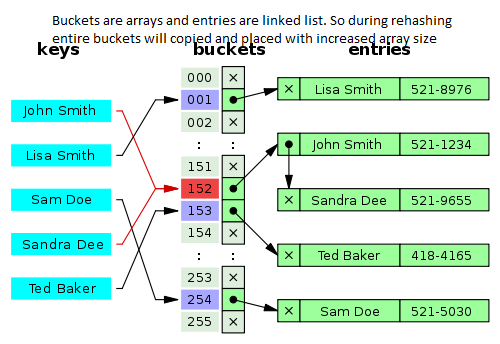 Buckets are arrays and entries are linked list. So during rehashing
entire buckets will copied and placed with increased array size
keys buckets entries
000
001
002
: :
151
152
153
154
: :
253
254
255
John Smith
Lisa Smith
Sam Doe
Sandra Dee
Ted Baker
Lisa Smith 521-8976
John Smith 521-1234
Sandra Dee 521-9655
Ted Baker 418-4165
Sam Doe 521-5030